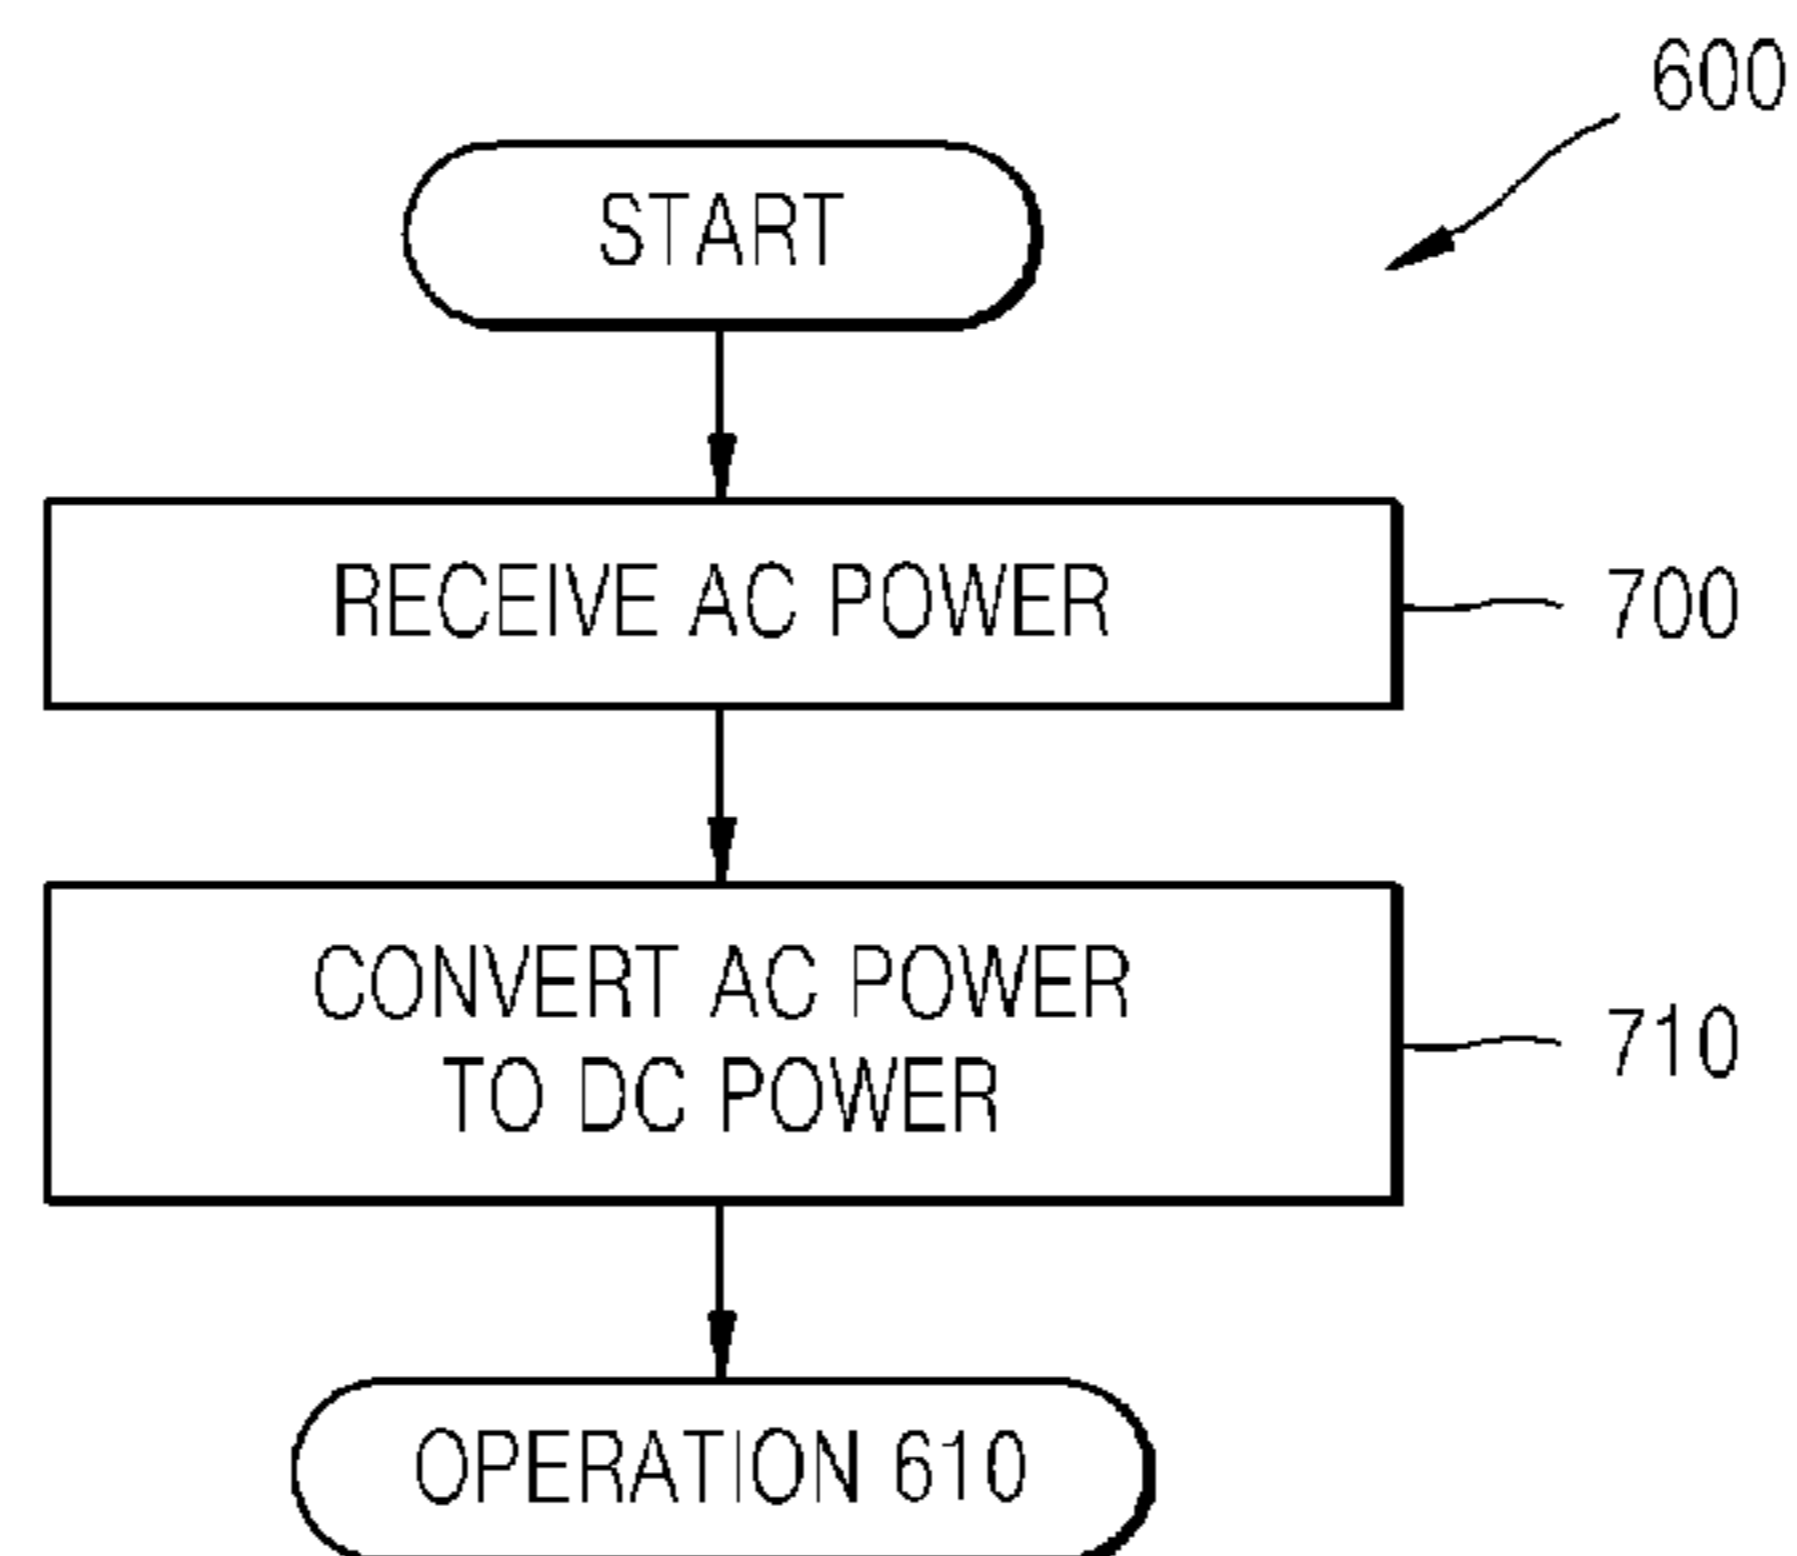 600
START
RECEIVE AC POWER
700
CONVERT AC POWER
TO DC POWER
710
OPERATION 610